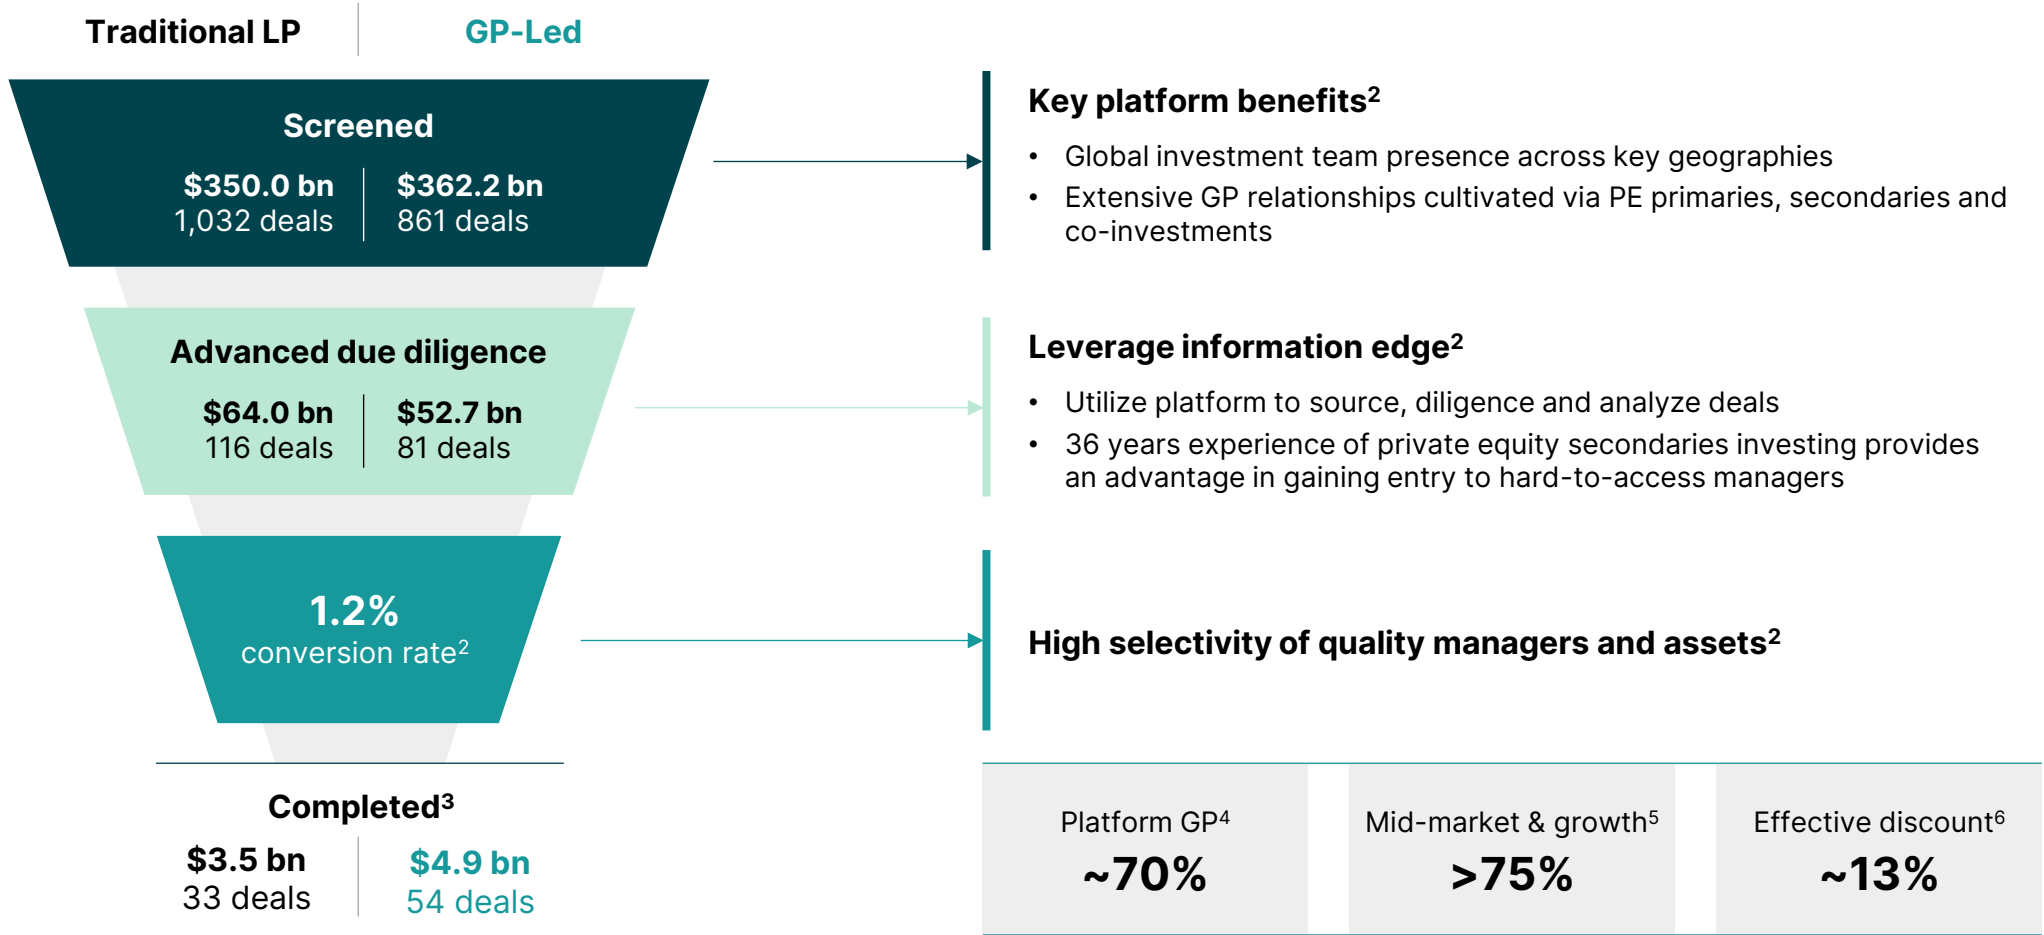 Traditional LP
GP-Led
Screened
$350.0 bn
1,032 deals
$362.2 bn
861 deals
Key platform benefits²
• Global investment team presence across key geographies
• Extensive GP relationships cultivated via PE primaries, secondaries and
co-investments
Advanced due diligence
$64.0 bn
116 deals
$52.7 bn
81 deals
Leverage information edge²
• Utilize platform to source, diligence and analyze deals
• 36 years experience of private equity secondaries investing provides
an advantage in gaining entry to hard-to-access managers
1.2%
conversion rate²
High selectivity of quality managers and assets²
Completed³
$3.5 bn
33 deals
$4.9 bn
54 deals
Platform GP⁴
~70%
Mid-market & growth⁵
>75%
Effective discount⁶
~13%